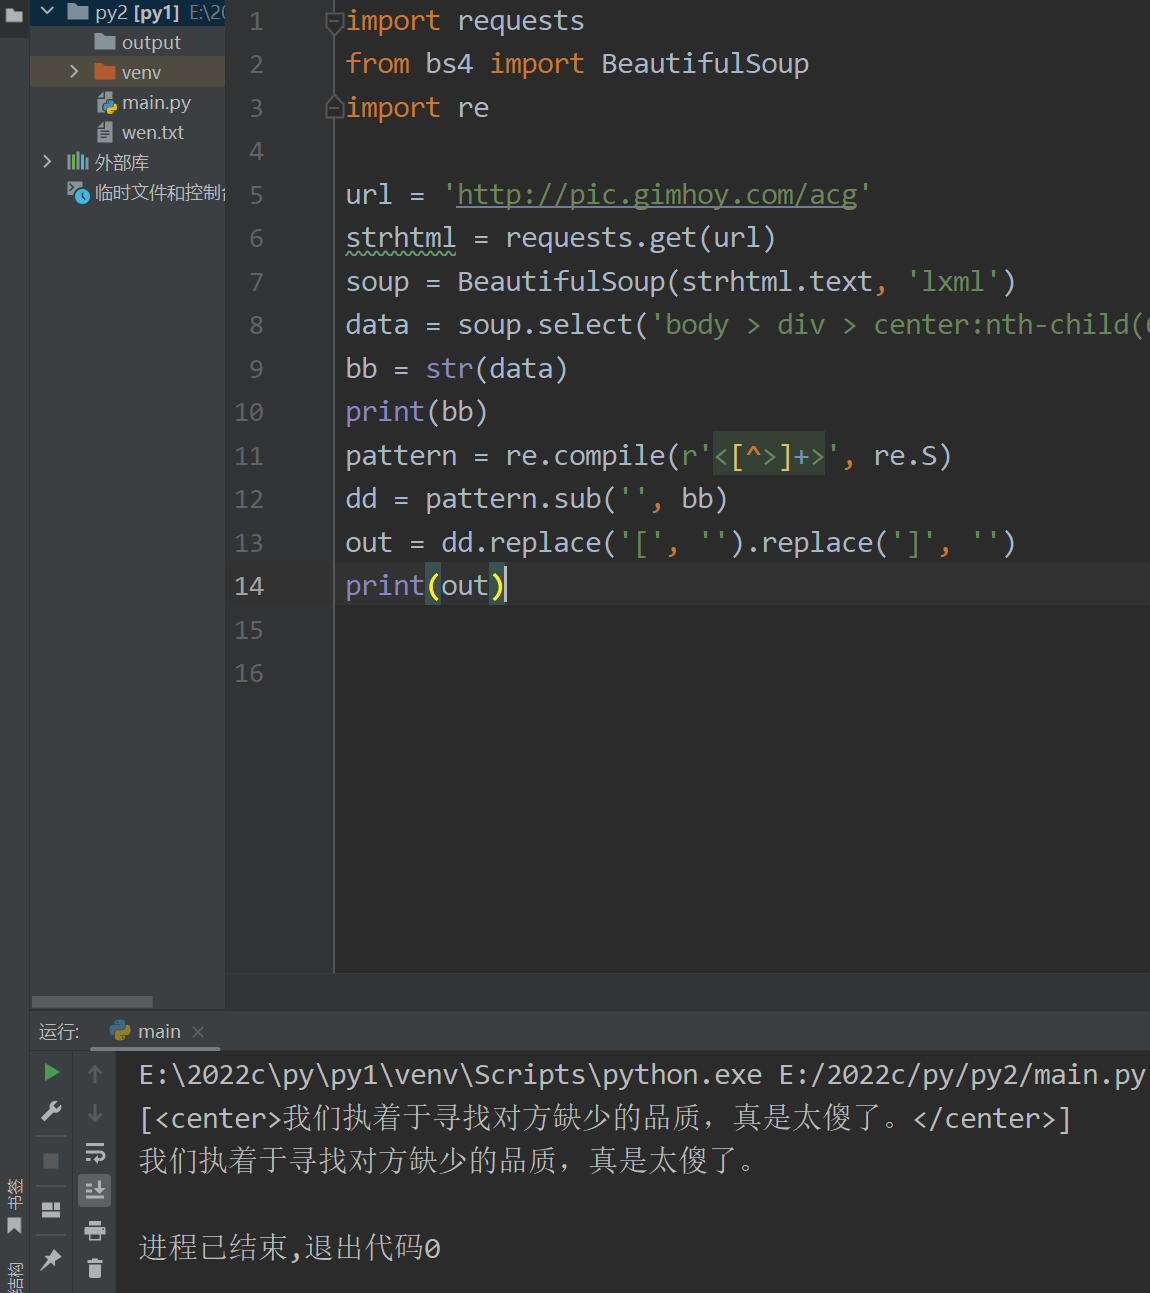 py2 [py1] E:\20
output
venv
main.py
wen.txt
外部库
临时文件和控制台
1 import requests
2 from bs4 import BeautifulSoup
3 import re
4
5 url = 'http://pic.gimhoy.com/acg'
6 strhtml = requests.get(url)
7 soup = BeautifulSoup(strhtml.text, 'lxml')
8 data = soup.select('body > div > center:nth-child(6
9 bb = str(data)
10 print(bb)
11 pattern = re.compile(r'<[^>]+>', re.S)
12 dd = pattern.sub('', bb)
13 out = dd.replace('[', '').replace(']', '')
14 print(out)
15
16
运行: main
E:\2022c\py\py1\venv\Scripts\python.exe E:/2022c/py/py2/main.py
[<center>我们执着于寻找对方缺少的品质，真是太傻了。</center>]
我们执着于寻找对方缺少的品质，真是太傻了。
进程已结束,退出代码0
书签
结构